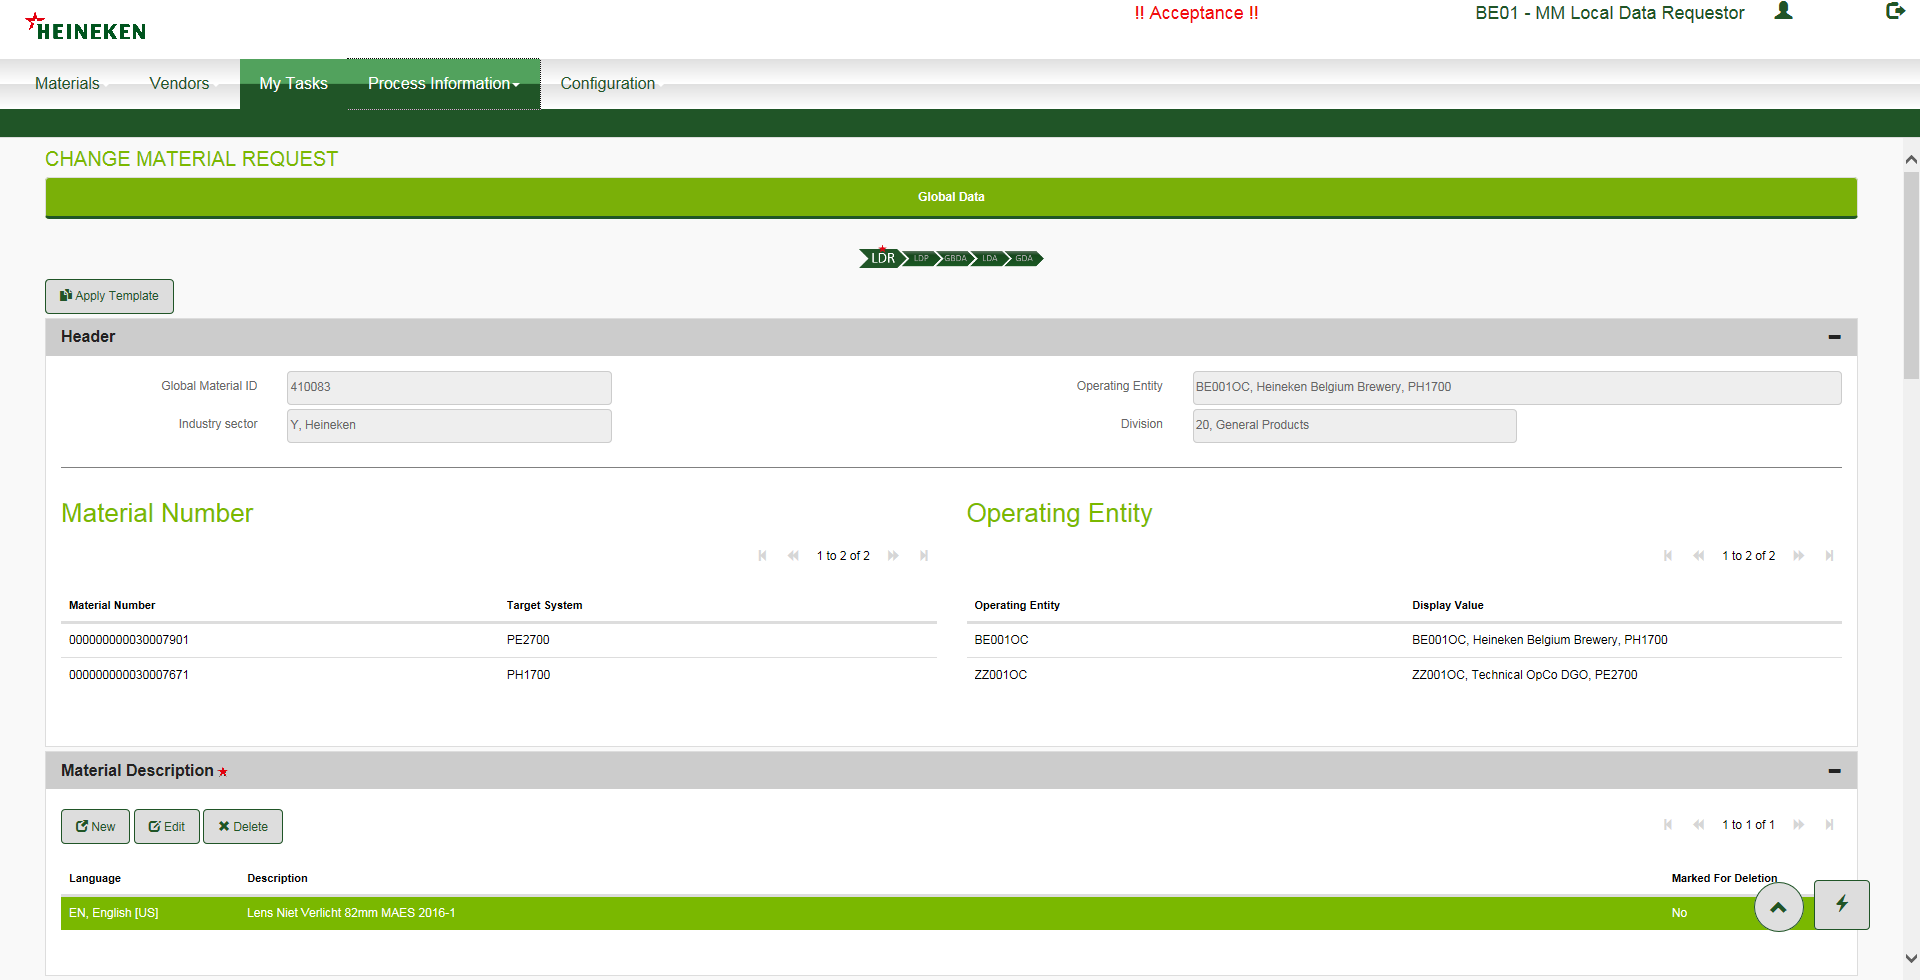 HEINEKEN
!! Acceptance !!
BE01 - MM Local Data Requestor
Materials
Vendors
My Tasks
Process Information
Configuration
CHANGE MATERIAL REQUEST
Global Data
LDR LDP GBDA LDA GDA
Apply Template
Header
Global Material ID 410083
Operating Entity BE001OC, Heineken Belgium Brewery, PH1700
Industry sector Y, Heineken
Division 20, General Products
Material Number
Operating Entity
1 to 2 of 2
1 to 2 of 2
Material Number Target System
Operating Entity Display Value
000000000030007901 PE2700
BE001OC BE001OC, Heineken Belgium Brewery, PH1700
000000000030007671 PH1700
ZZ001OC ZZ001OC, Technical OpCo DGO, PE2700
Material Description
New Edit Delete
1 to 1 of 1
Language Description Marked For Deletion
EN, English [US] Lens Niet Verlicht 82mm MAES 2016-1 No